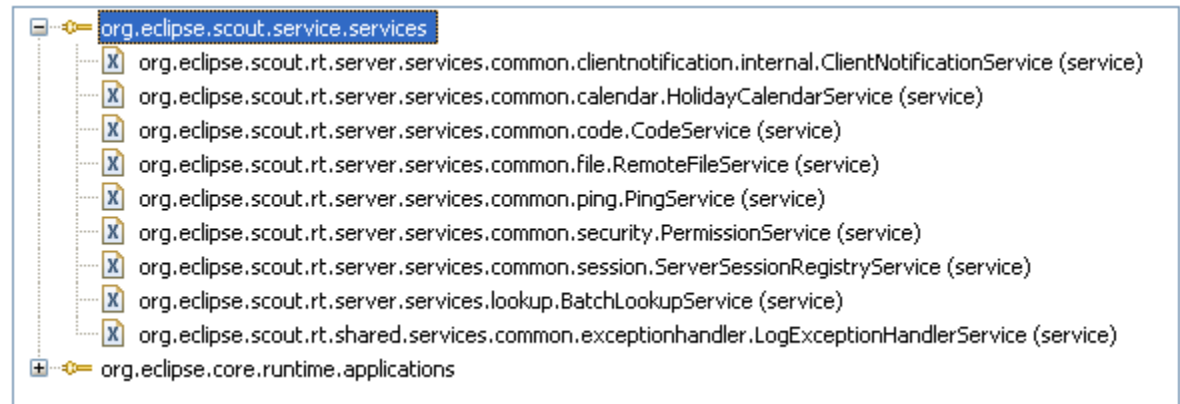 org.eclipse.scout.service.services
org.eclipse.scout.rt.server.services.common.clientnotification.internal.ClientNotificationService (service)
org.eclipse.scout.rt.server.services.common.calendar.HolidayCalendarService (service)
org.eclipse.scout.rt.server.services.common.code.CodeService (service)
org.eclipse.scout.rt.server.services.common.file.RemoteFileService (service)
org.eclipse.scout.rt.server.services.common.ping.PingService (service)
org.eclipse.scout.rt.server.services.common.security.PermissionService (service)
org.eclipse.scout.rt.server.services.common.session.ServerSessionRegistryService (service)
org.eclipse.scout.rt.server.services.lookup.BatchLookupService (service)
org.eclipse.scout.rt.shared.services.common.exceptionhandler.LogExceptionHandlerService (service)
org.eclipse.core.runtime.applications